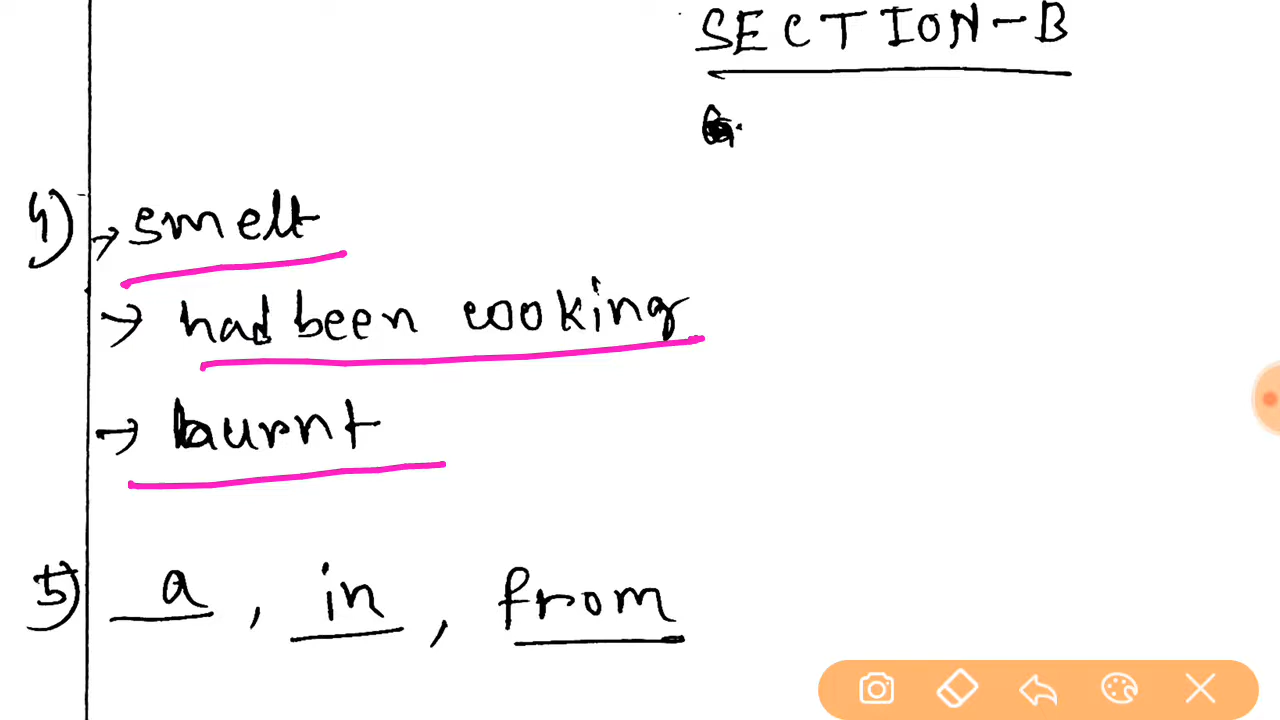 SECTION-B
4) → smelt
→ had been cooking
→ burnt
5) a, in, from